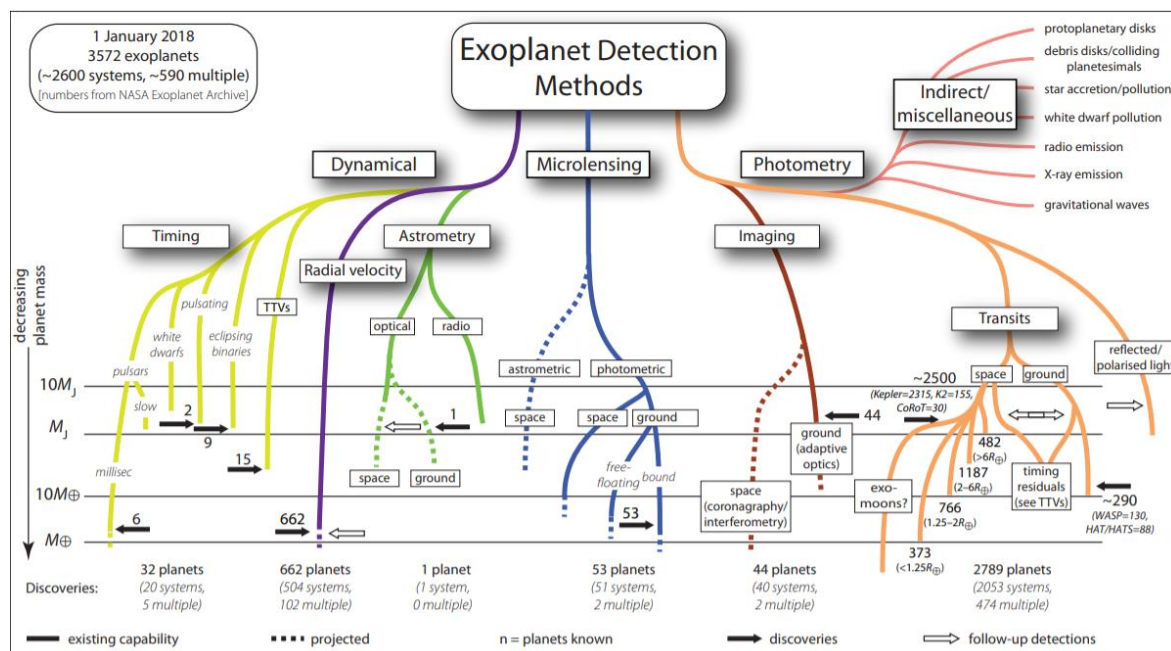 1 January 2018
3572 exoplanets
(~2600 systems, ~590 multiple)
[numbers from NASA Exoplanet Archive]
Exoplanet Detection
Methods
Indirect/
miscellaneous
protoplanetary disks
debris disks/colliding
planetesimals
star accretion/pollution
white dwarf pollution
radio emission
X-ray emission
gravitational waves
Dynamical
Microlensing
Photometry
Timing
Astrometry
Imaging
Radial velocity
decreasing
planet mass
TTVs
pulsating
optical
radio
Transits
white
dwarfs
eclipsing
binaries
reflected/
polarised light
pulsars
astrometric
photometric
space
ground
10MJ
~2500
(Kepler=2315, K2=155,
CoRoT=30)
slow
2
1
space
ground
44
MJ
9
ground
(adaptive
optics)
482
(>6R⊕)
15
space
ground
space
free-
floating
bound
1187
(2–6R⊕)
timing
residuals
(see TTVs)
millisec
exo-
moons?
10M⊕
space
(coronagraphy/
interferometry)
766
(1.25–2R⊕)
~290
(WASP=130,
HAT/HATS=88)
6
662
53
M⊕
373
(<1.25R⊕)
Discoveries:
32 planets
(20 systems,
5 multiple)
662 planets
(504 systems,
102 multiple)
1 planet
(1 system,
0 multiple)
53 planets
(51 systems,
2 multiple)
44 planets
(40 systems,
2 multiple)
2789 planets
(2053 systems,
474 multiple)
existing capability
projected
n = planets known
discoveries
follow-up detections